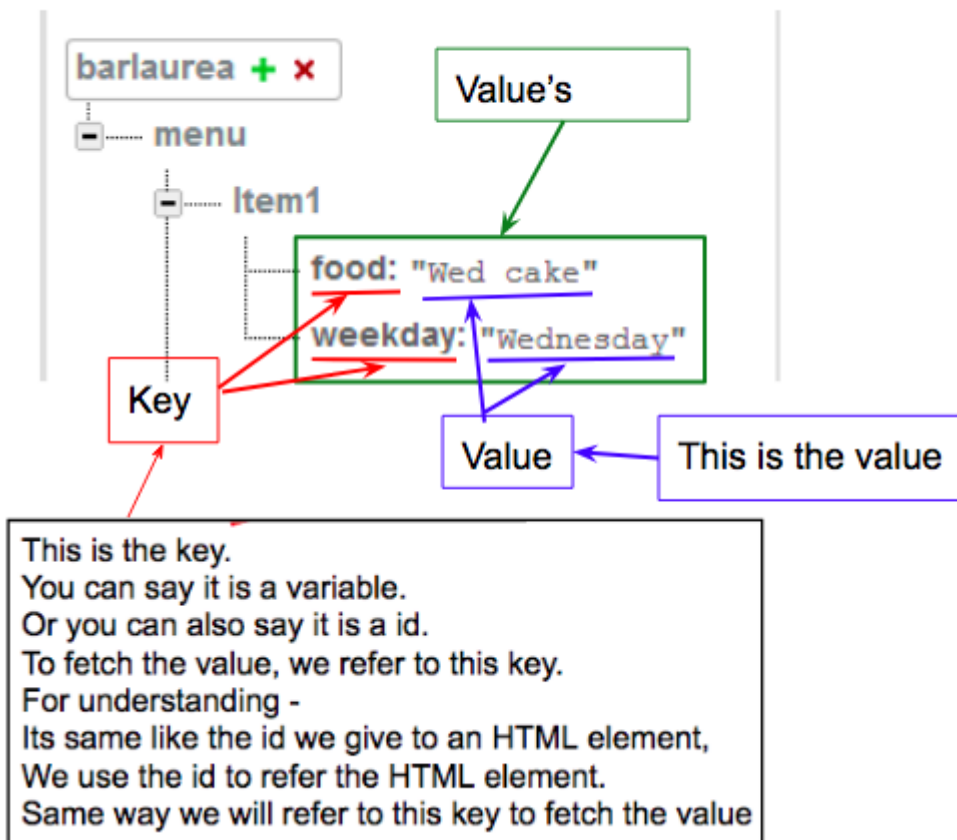 barlaurea
Value's
menu
Item1
food: "Wed cake"
weekday: "Wednesday"
Key
Value
This is the value
This is the key.
You can say it is a variable.
Or you can also say it is a id.
To fetch the value, we refer to this key.
For understanding -
Its same like the id we give to an HTML element,
We use the id to refer the HTML element.
Same way we will refer to this key to fetch the value